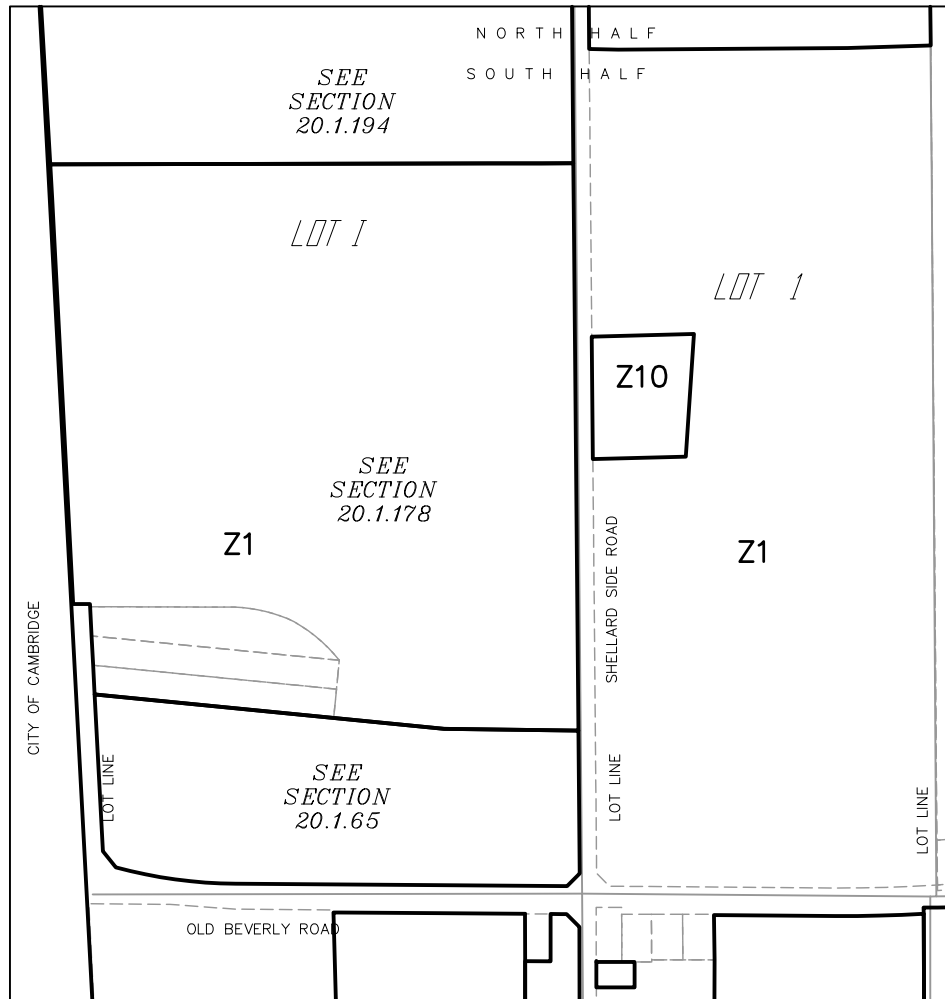 NORTH HALF
SOUTH HALF
SEE
SECTION
20.1.194
LOT I
LOT 1
Z10
SEE
SECTION
20.1.178
Z1
Z1
SHELLARD SIDE ROAD
CITY OF CAMBRIDGE
LOT LINE
LOT LINE
LOT LINE
SEE
SECTION
20.1.65
OLD BEVERLY ROAD